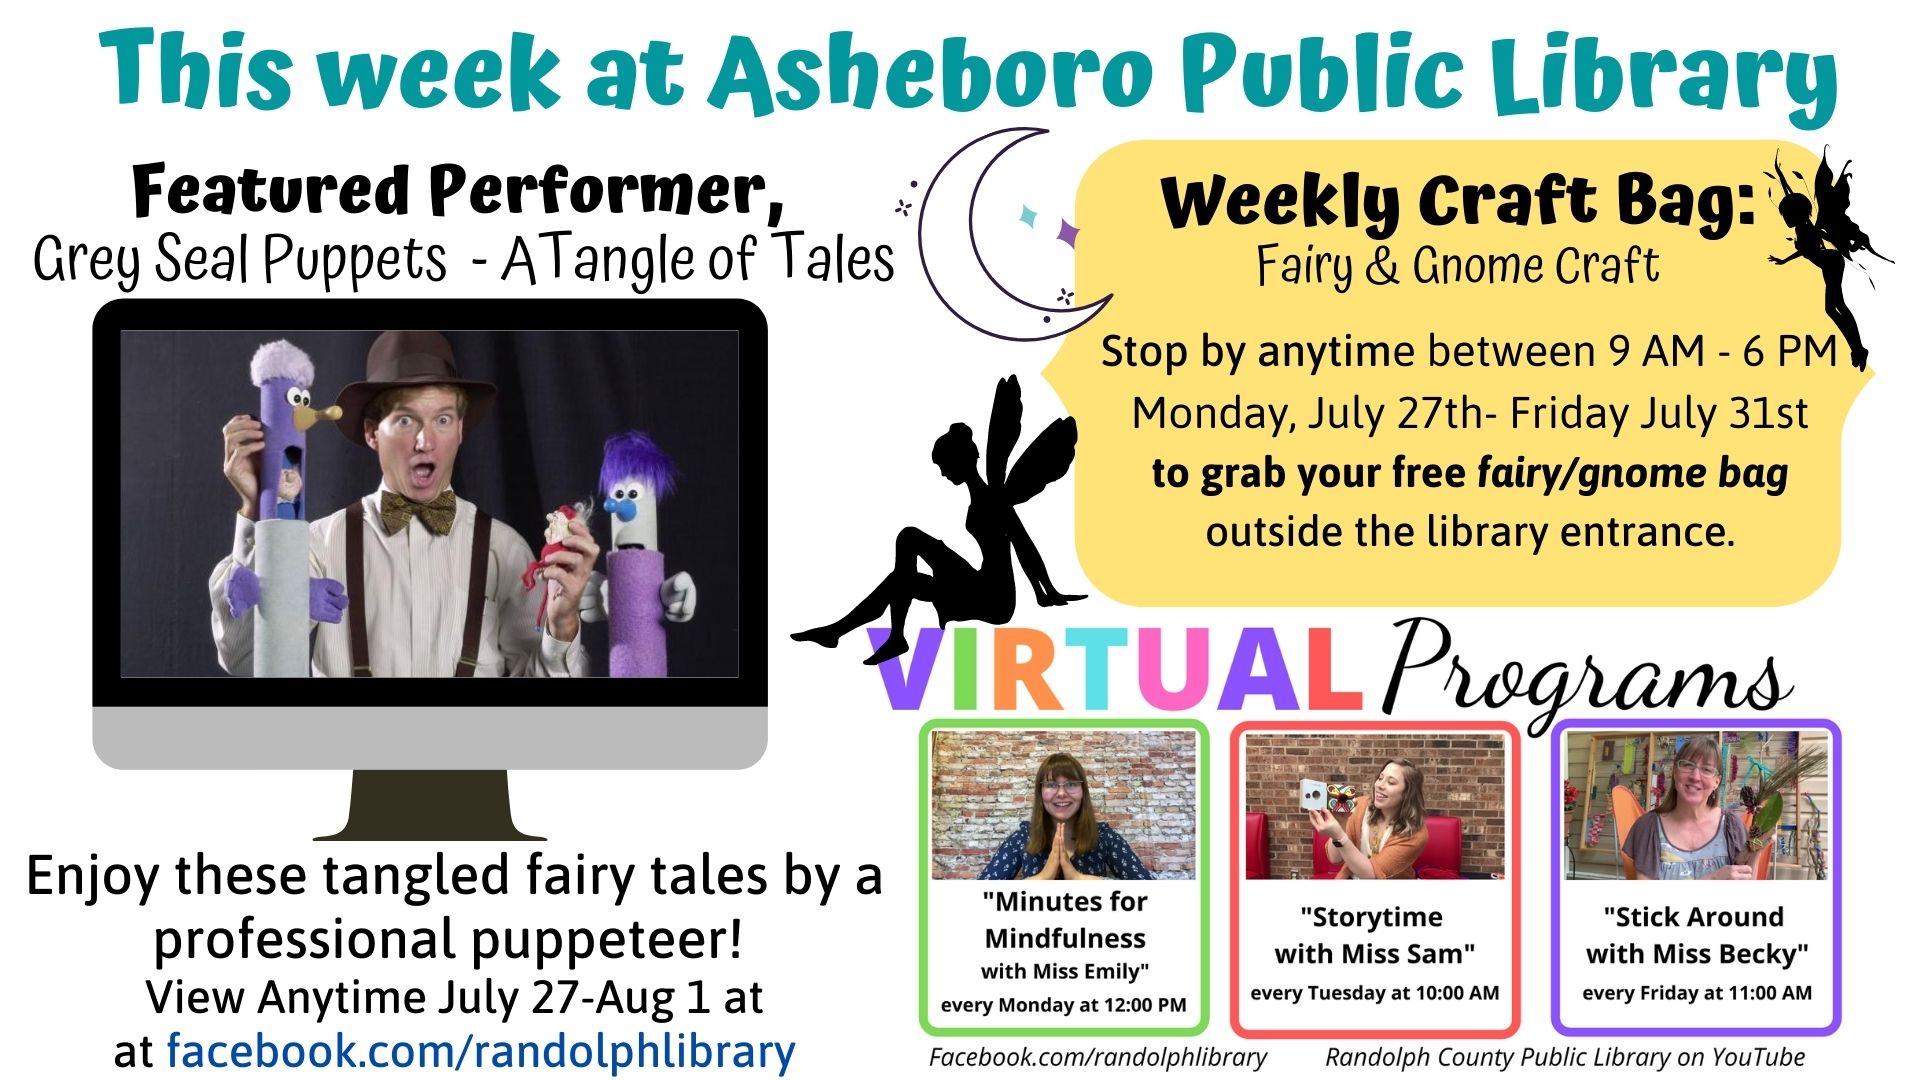 This week at Asheboro Public Library
Featured Performer,
Grey Seal Puppets - A Tangle of Tales
Enjoy these tangled fairy tales by a
professional puppeteer!
View Anytime July 27-Aug 1 at
at facebook.com/randolphlibrary
Weekly Craft Bag:
Fairy & Gnome Craft
Stop by anytime between 9 AM - 6 PM
Monday, July 27th- Friday July 31st
to grab your free fairy/gnome bag
outside the library entrance.
VIRTUAL Programs
"Minutes for
Mindfulness
with Miss Emily"
every Monday at 12:00 PM
"Storytime
with Miss Sam"
every Tuesday at 10:00 AM
"Stick Around
with Miss Becky"
every Friday at 11:00 AM
Facebook.com/randolphlibrary
Randolph County Public Library on YouTube